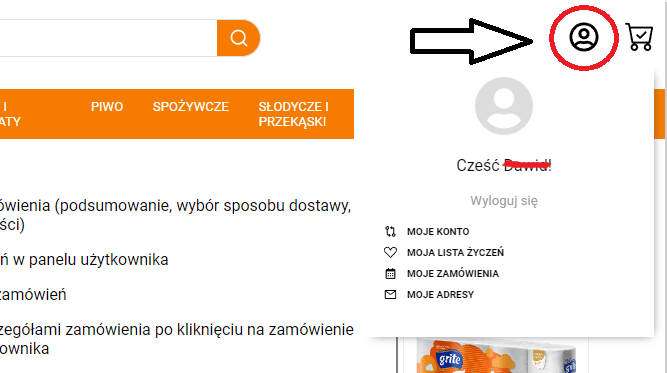 I
ATY
PIWO
SPOŻYWCZE
SŁODYCZE I
PRZEKĄSKI
Cześć Dawid!
Wyloguj się
MOJE KONTO
MOJA LISTA ŻYCZEŃ
MOJE ZAMÓWIENIA
MOJE ADRESY
ówienia (podsumowanie, wybór sposobu dostawy,
ści)
ń w panelu użytkownika
zamówień
zegółami zamówienia po kliknięciu na zamówienie
ownika
grite